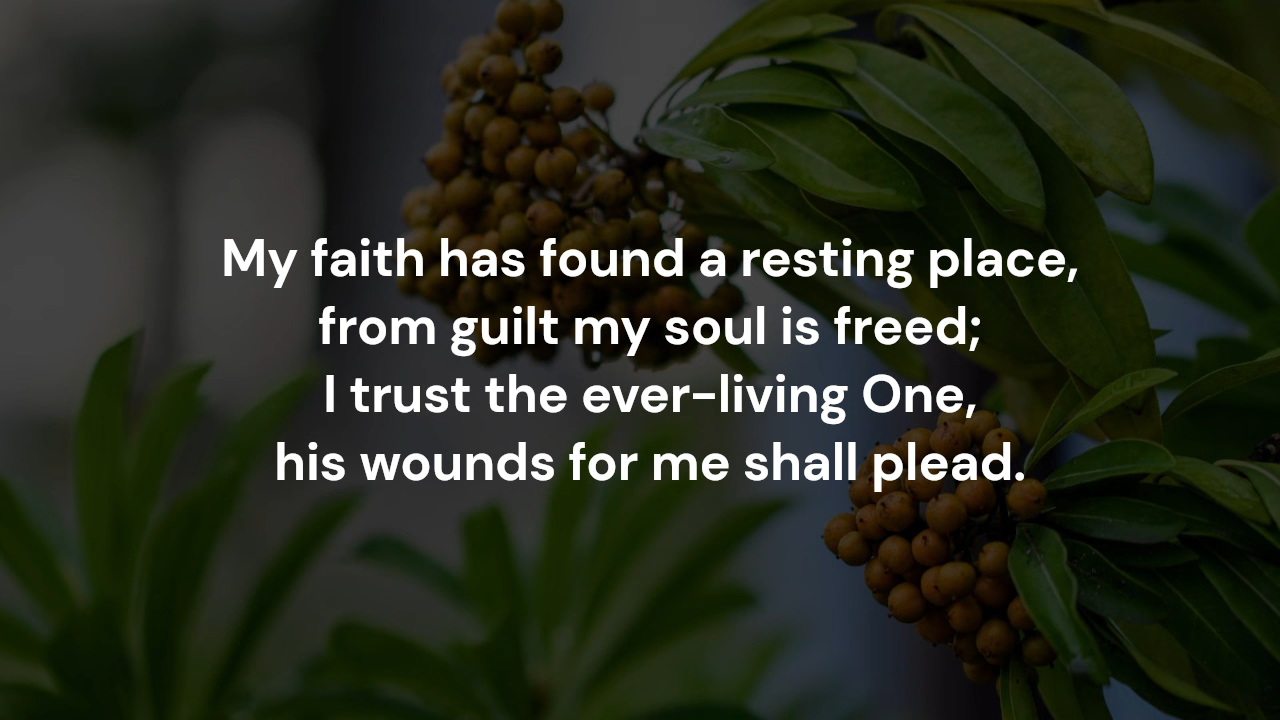 My faith has found a resting place,
from guilt my soul is freed;
I trust the ever-living One,
his wounds for me shall plead.